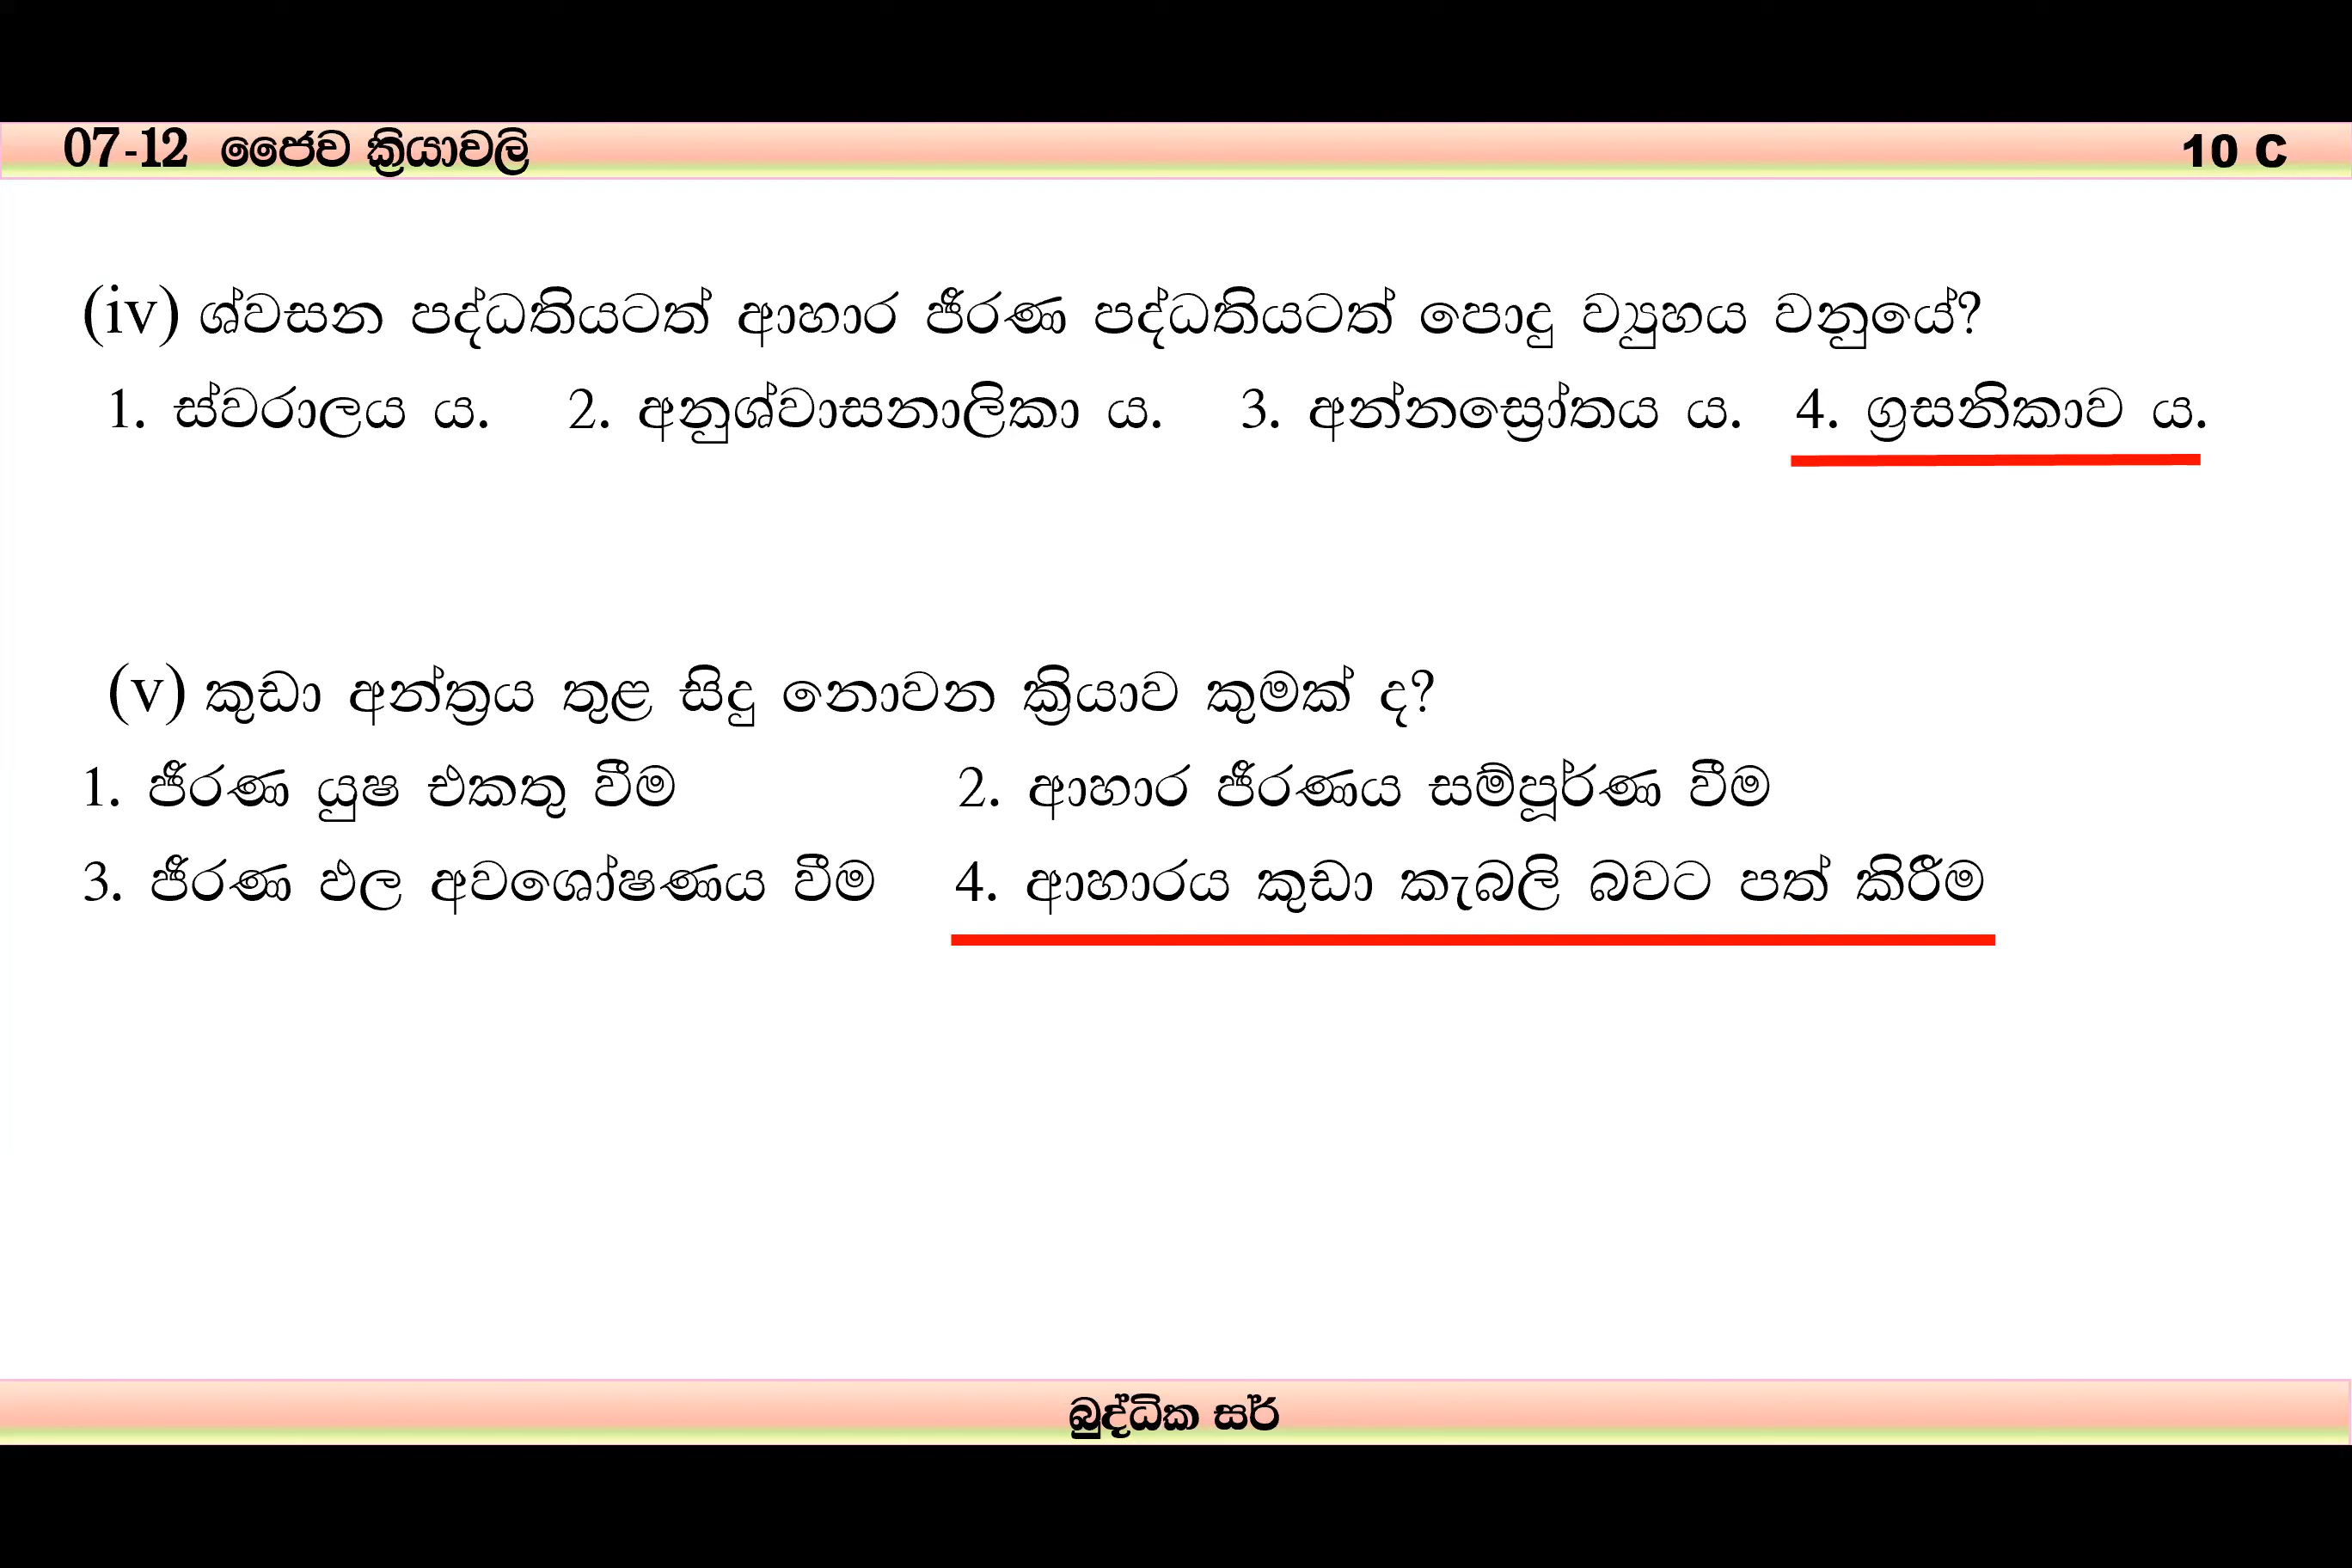 07-12 ජෛව ක්‍රියාවලි 10 C
(iv) ශ්වසන පද්ධතියටත් ආහාර ජීරණ පද්ධතියටත් පොදු ව්‍යුහය වනුයේ?
1. ස්වරාලය ය. 2. අනුශ්වාසනාලිකා ය. 3. අන්නස්‍රෝතය ය. 4. ග්‍රසනිකාව ය.
(v) කුඩා අන්ත්‍රය තුළ සිදු නොවන ක්‍රියාව කුමක් ද?
1. ජීරණ යුෂ එකතු වීම 2. ආහාර ජීරණය සම්පූර්ණ වීම
3. ජීරණ ඵල අවශෝෂණය වීම 4. ආහාරය කුඩා කැබලි බවට පත් කිරීම
බුද්ධික සර්